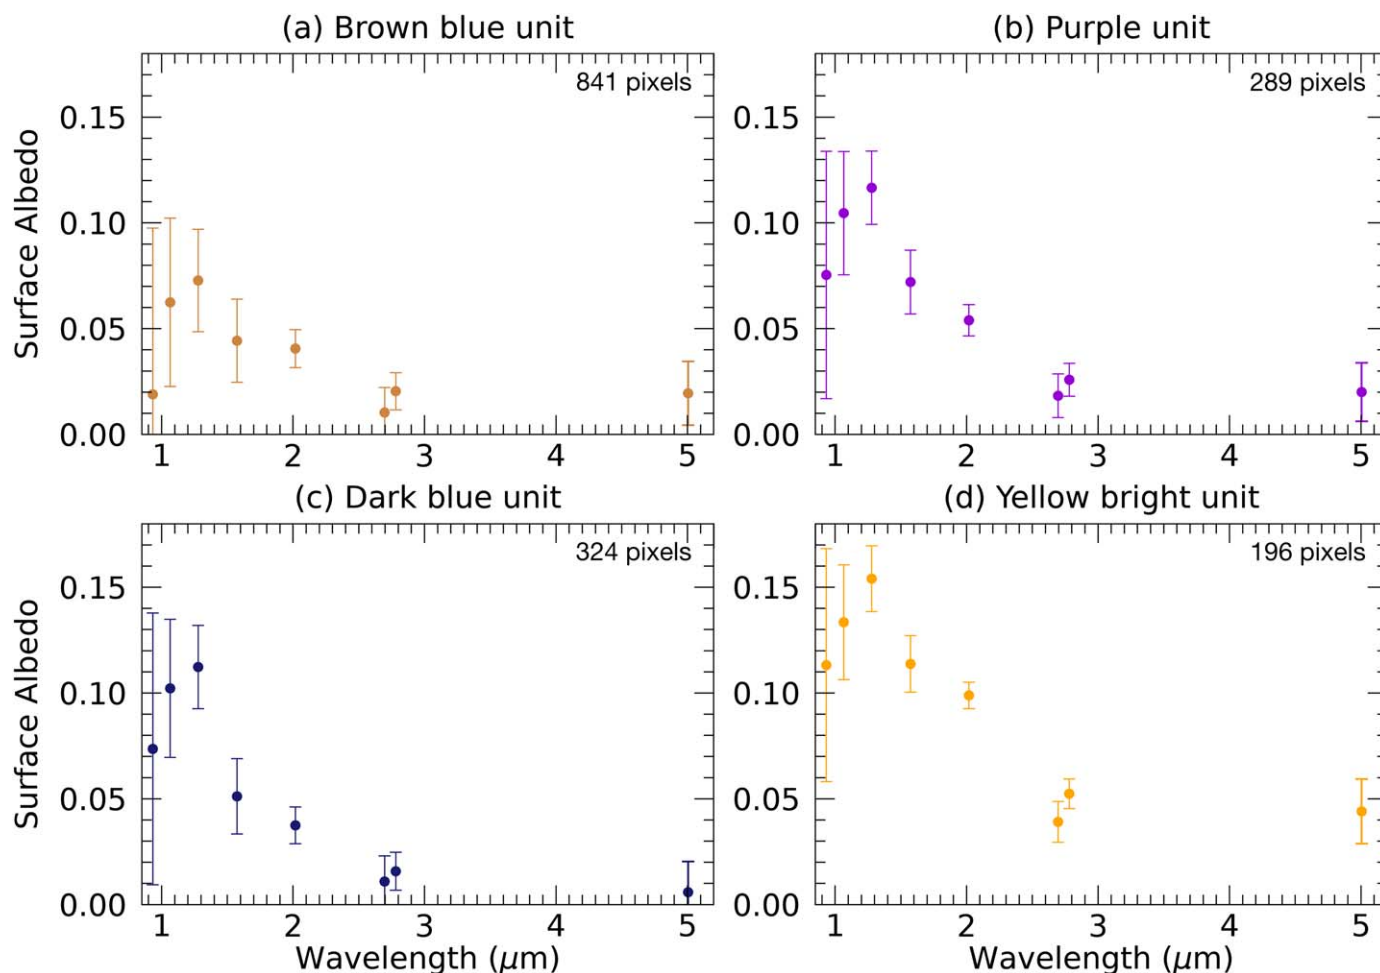 (a) Brown blue unit
(b) Purple unit
841 pixels
289 pixels
0.15
0.10
0.05
0.00
Surface Albedo
1 2 3 4 5
0.15
0.10
0.05
0.00
1 2 3 4 5
(c) Dark blue unit
(d) Yellow bright unit
324 pixels
196 pixels
0.15
0.10
0.05
0.00
Surface Albedo
1 2 3 4 5
Wavelength (μm)
0.15
0.10
0.05
0.00
1 2 3 4 5
Wavelength (μm)